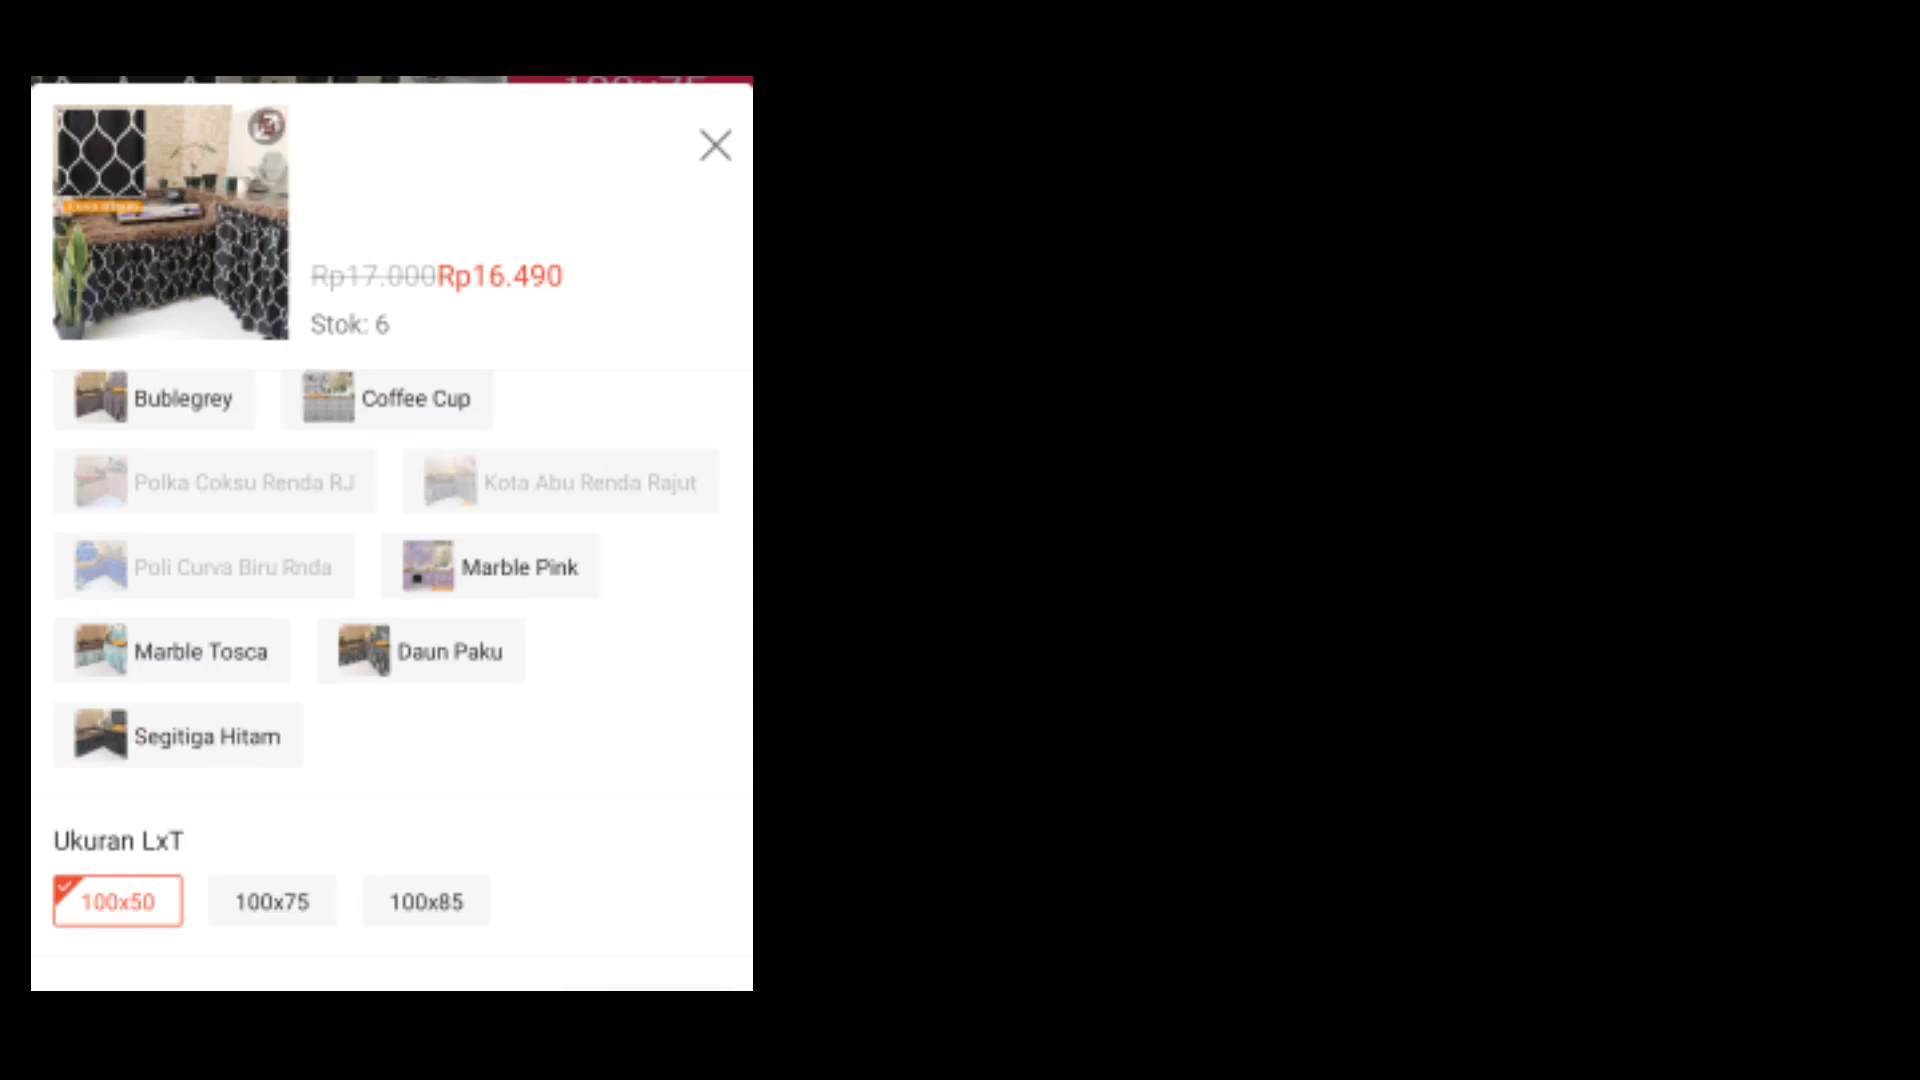 Rp17.000Rp16.490
Stok: 6
Bublegrey
Coffee Cup
Polka Coksu Renda RJ
Kota Abu Renda Rajut
Poli Curva Biru Rnda
Marble Pink
Marble Tosca
Daun Paku
Segitiga Hitam
Ukuran LxT
100x50
100x75
100x85